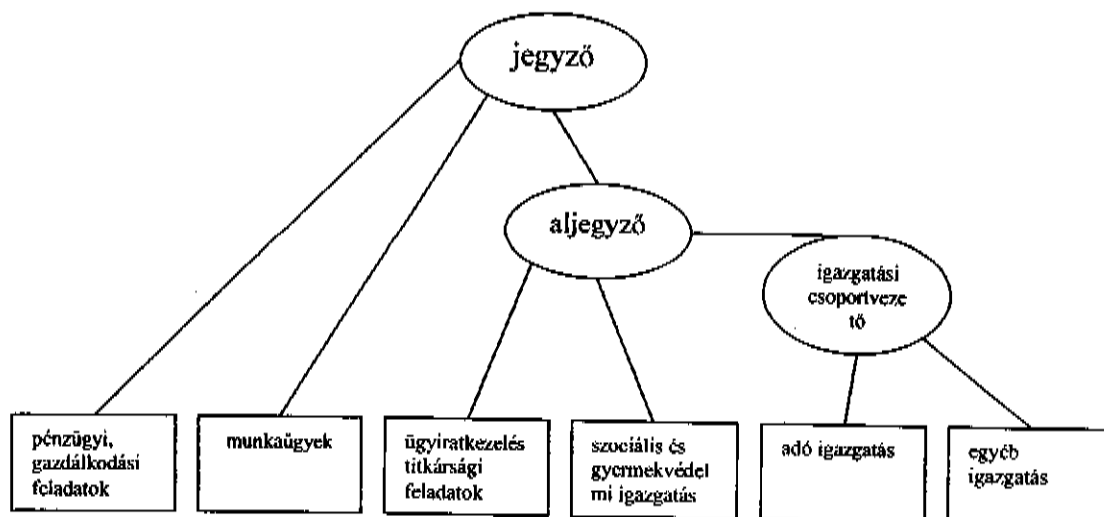 jegyző
aljegyző
igazgatási
csoportveze
tő
pénzügyi,
gazdálkodási
feladatok
munkaügyek
ügyiratkezelés
titkársági
feladatok
szociális és
gyermekvédel
mi igazgatás
adó igazgatás
egyéb
igazgatás